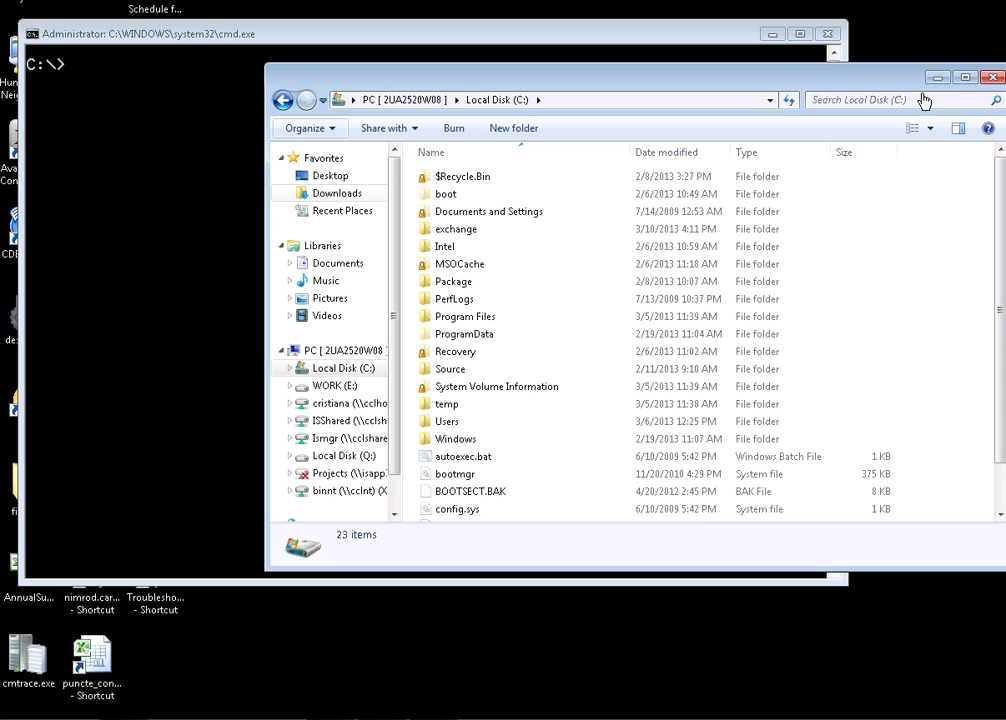 Schedule f...
Administrator: C:\WINDOWS\system32\cmd.exe
C:\>
PC [ 2UA2520W08 ] Local Disk (C:)
Search Local Disk (C:)
Organize Share with Burn New folder
Name Date modified Type Size
Favorites
Desktop
Downloads
Recent Places
Libraries
Documents
Music
Pictures
Videos
PC [ 2UA2520W08 ]
Local Disk (C:)
WORK (E:)
cristiana (\\cclho
ISShared (\\cclsh
Ismgr (\\cclshare
Local Disk (Q:)
Projects (\\isapp
binnt (\\cclnt) (X
$Recycle.Bin 2/8/2013 3:27 PM File folder
boot 2/6/2013 10:49 AM File folder
Documents and Settings 7/14/2009 12:53 AM File folder
exchange 3/10/2013 4:11 PM File folder
Intel 2/6/2013 10:59 AM File folder
MSOCache 2/6/2013 11:18 AM File folder
Package 2/8/2013 10:07 AM File folder
PerfLogs 7/13/2009 10:37 PM File folder
Program Files 3/5/2013 11:39 AM File folder
ProgramData 2/19/2013 11:04 AM File folder
Recovery 2/6/2013 11:02 AM File folder
Source 2/11/2013 9:10 AM File folder
System Volume Information 3/5/2013 11:39 AM File folder
temp 3/5/2013 11:38 AM File folder
Users 3/6/2013 12:25 PM File folder
Windows 2/19/2013 11:07 AM File folder
autoexec.bat 6/10/2009 5:42 PM Windows Batch File 1 KB
bootmgr 11/20/2010 4:29 PM System file 375 KB
BOOTSECT.BAK 4/20/2012 2:45 PM BAK File 8 KB
config.sys 6/10/2009 5:42 PM System file 1 KB
23 items
Hun
Nei
Ava
Con
CDE
de
fi
AnnualSu...
nimrod.car...
- Shortcut
Troublesho...
- Shortcut
cmtrace.exe
puncte_con...
- Shortcut